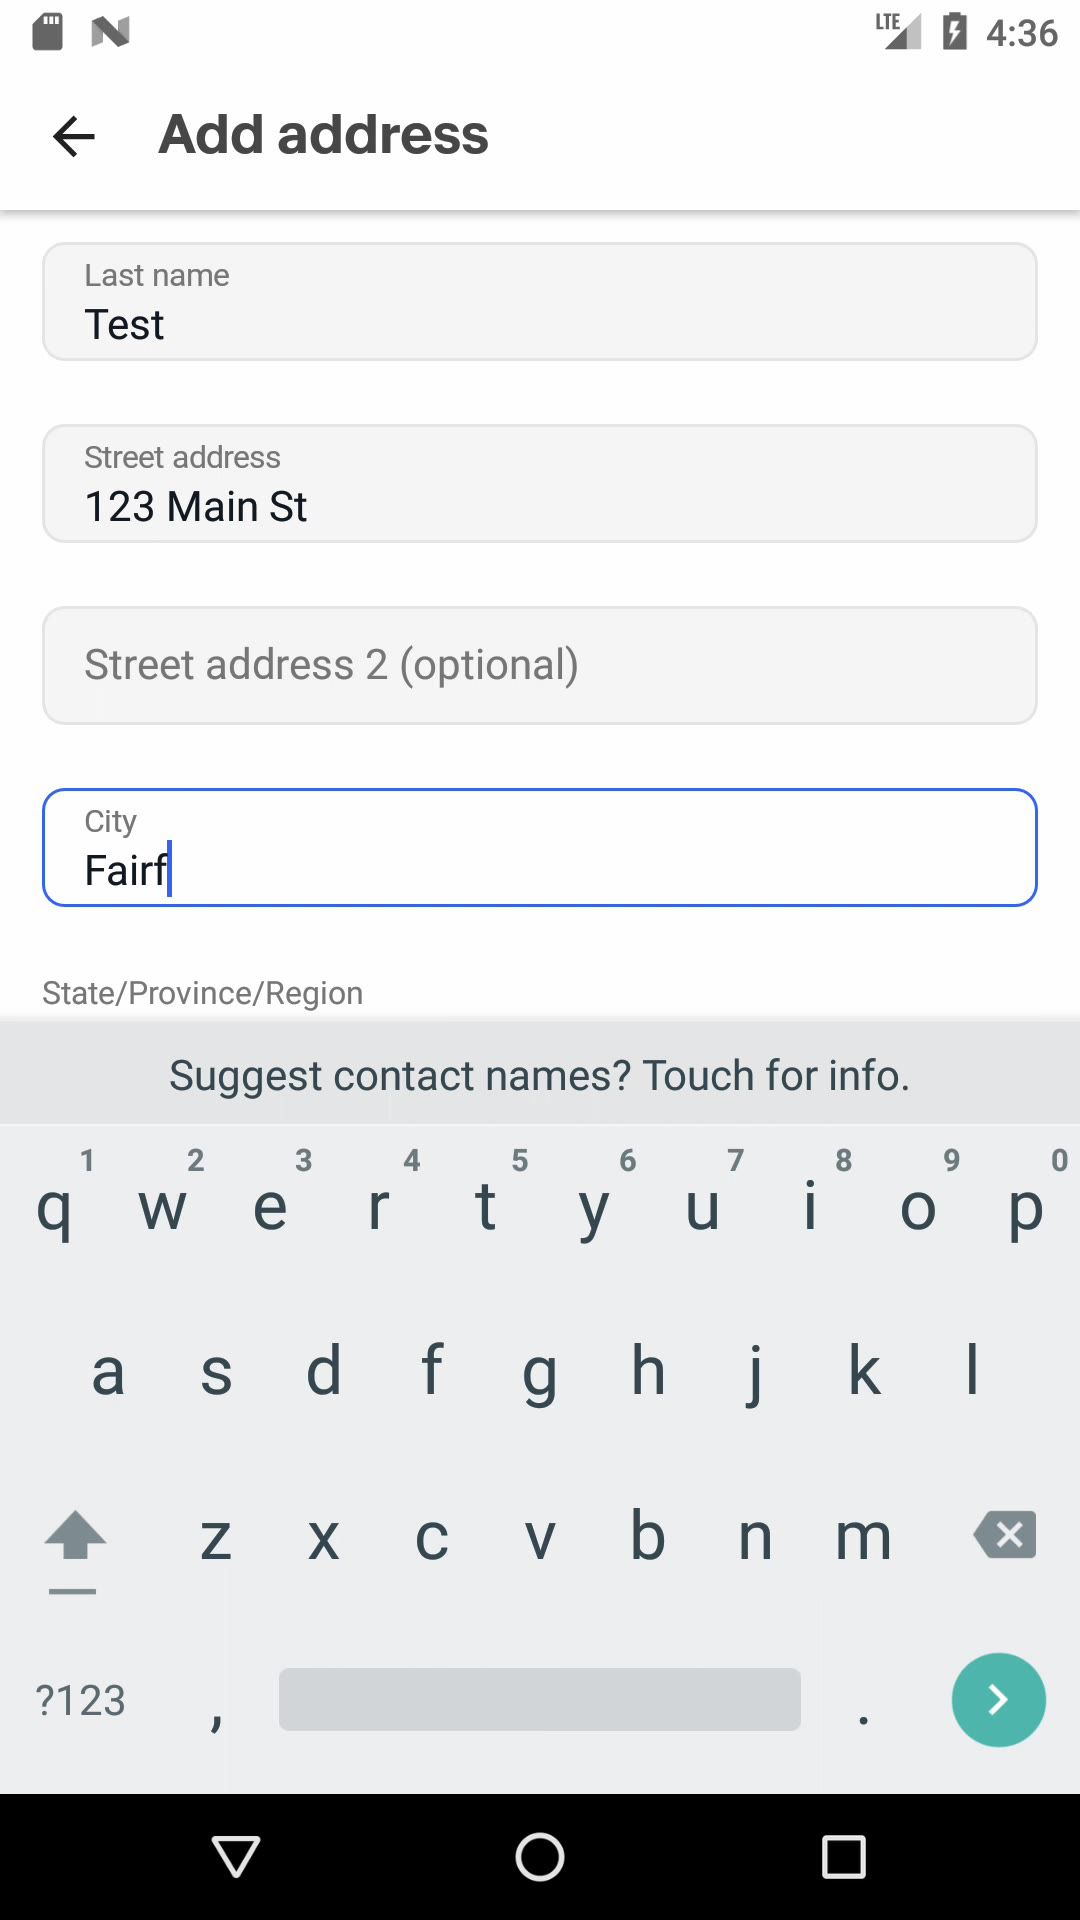 LTE 4:36
Add address
Last name
Test
Street address
123 Main St
Street address 2 (optional)
City
Fairf
State/Province/Region
Suggest contact names? Touch for info.
1 2 3 4 5 6 7 8 9 0
q w e r t y u i o p
a s d f g h j k l
z x c v b n m
?123 , .